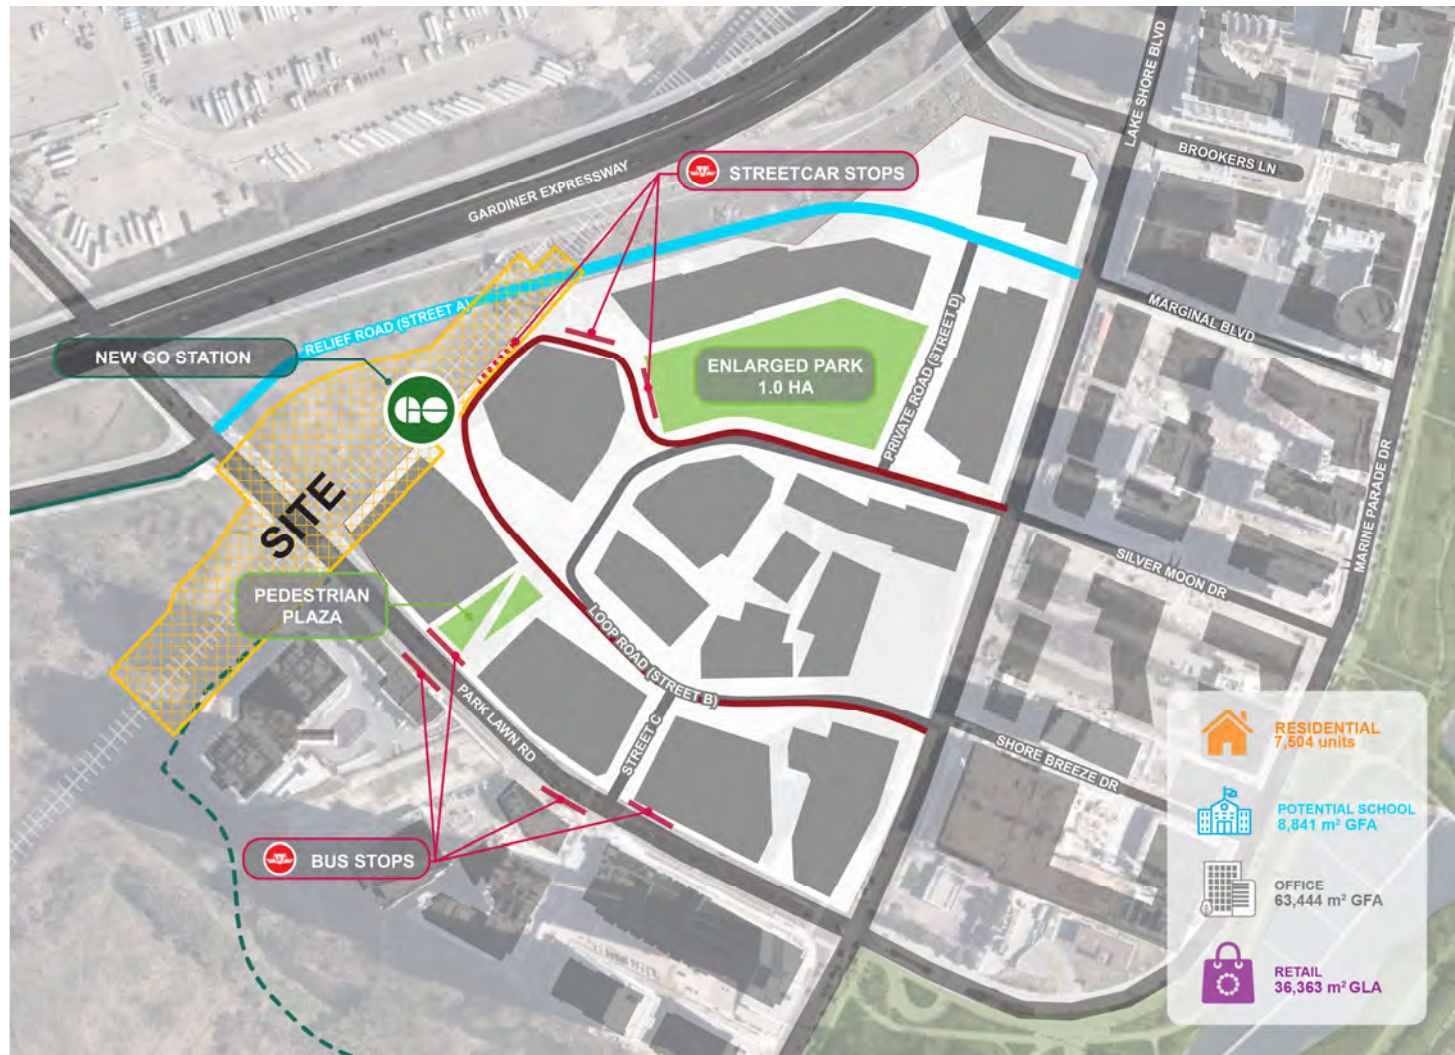 LAKE SHORE BLVD
BROOKERS LN
STREETCAR STOPS
GARDINER EXPRESSWAY
MARGINAL BLVD
RELIEF ROAD (STREET A)
NEW GO STATION
GO
ENLARGED PARK
1.0 HA
PRIVATE ROAD (STREET D)
MARINE PARADE DR
SITE
SILVER MOON DR
PEDESTRIAN
PLAZA
LOOP ROAD (STREET B)
PARK LAWN RD
STREET C
SHORE BREEZE DR
BUS STOPS
RESIDENTIAL
7,504 units
POTENTIAL SCHOOL
8,841 m² GFA
OFFICE
63,444 m² GFA
RETAIL
36,363 m² GLA